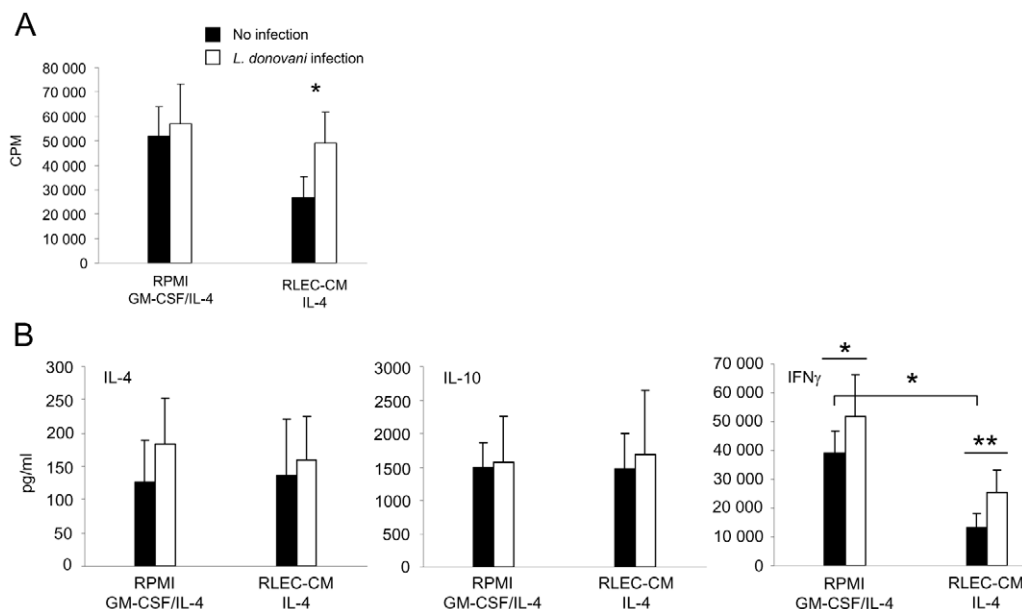 A
No infection
L. donovani infection
80 000
70 000
60 000
50 000
40 000
30 000
20 000
10 000
0
CPM
*
RPMI
GM-CSF/IL-4
RLEC-CM
IL-4
B
300
250
200
150
100
50
0
pg/ml
IL-4
RPMI
GM-CSF/IL-4
RLEC-CM
IL-4
3000
2500
2000
1500
1000
500
0
IL-10
RPMI
GM-CSF/IL-4
RLEC-CM
IL-4
70 000
60 000
50 000
40 000
30 000
20 000
10 000
0
IFNγ
*
*
**
RPMI
GM-CSF/IL-4
RLEC-CM
IL-4